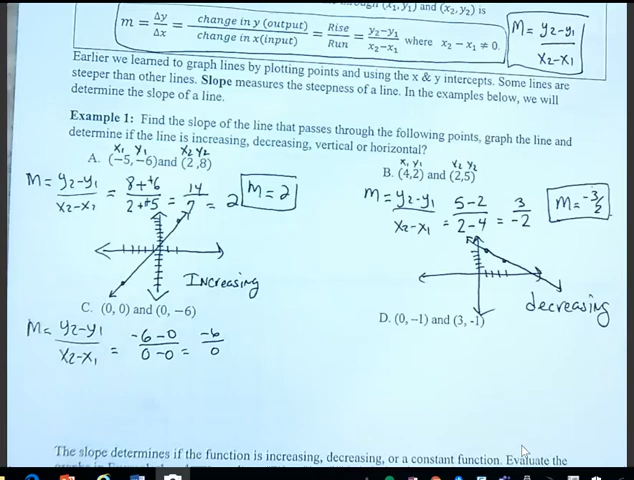 (x₁, y₁) and (x₂, y₂) is
m = Δy/Δx = change in y (output)/change in x(input) = Rise/Run = y₂−y₁/x₂−x₁ where x₂ − x₁ ≠ 0.
M = y₂-y₁/x₂-x₁
Earlier we learned to graph lines by plotting points and using the x & y intercepts. Some lines are
steeper than other lines. Slope measures the steepness of a line. In the examples below, we will
determine the slope of a line.
Example 1: Find the slope of the line that passes through the following points, graph the line and
determine if the line is increasing, decreasing, vertical or horizontal?
x₁ y₁ x₂ y₂
A. (−5, −6)and (2 ,8)
M = y₂-y₁/x₂-x₁ = 8++6/2++5 = 14/7 = 2
M = 2
Increasing
x₁ y₁ x₂ y₂
B. (4,2) and (2,5)
M = y₂-y₁/x₂-x₁ = 5-2/2-4 = 3/-2
M = -3/2
decreasing
C. (0, 0) and (0, −6)
M = y₂-y₁/x₂-x₁ = -6-0/0-0 = -6/0
D. (0, −1) and (3, -1)
The slope determines if the function is increasing, decreasing, or a constant function. Evaluate the